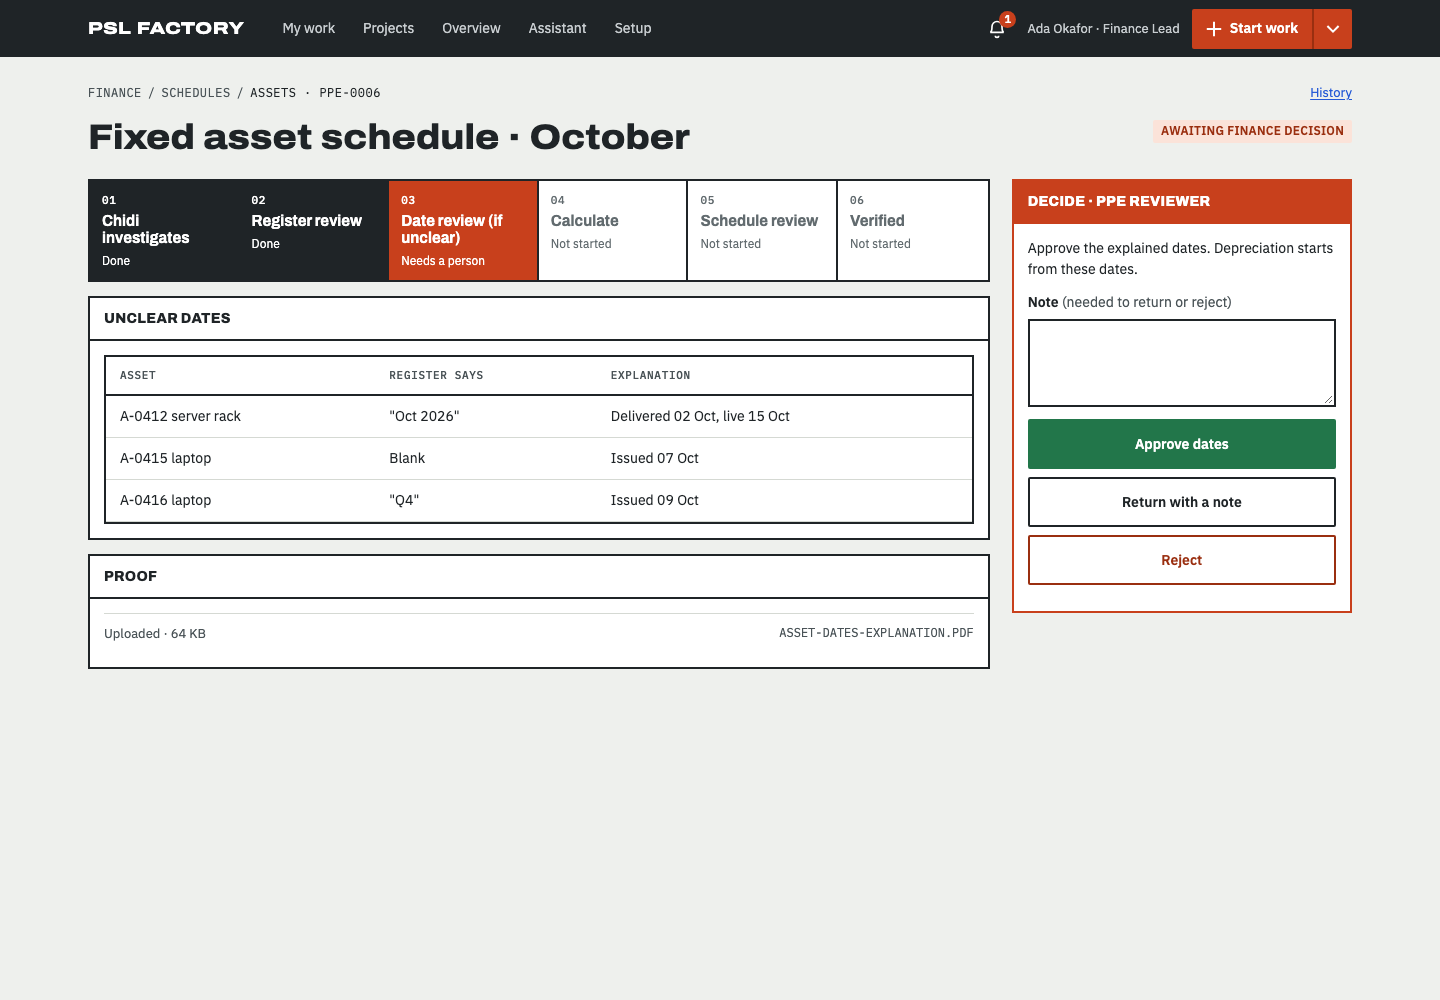 PSL FACTORY
My work
Projects
Overview
Assistant
Setup
1
Ada Okafor · Finance Lead
Start work
FINANCE / SCHEDULES / ASSETS · PPE-0006
History
Fixed asset schedule · October
AWAITING FINANCE DECISION
01
Chidi
investigates
Done
02
Register review
Done
03
Date review (if
unclear)
Needs a person
04
Calculate
Not started
05
Schedule review
Not started
06
Verified
Not started
UNCLEAR DATES
ASSET REGISTER SAYS EXPLANATION
A-0412 server rack "Oct 2026" Delivered 02 Oct, live 15 Oct
A-0415 laptop Blank Issued 07 Oct
A-0416 laptop "Q4" Issued 09 Oct
PROOF
Uploaded · 64 KB ASSET-DATES-EXPLANATION.PDF
DECIDE · PPE REVIEWER
Approve the explained dates. Depreciation starts
from these dates.
Note (needed to return or reject)
Approve dates
Return with a note
Reject